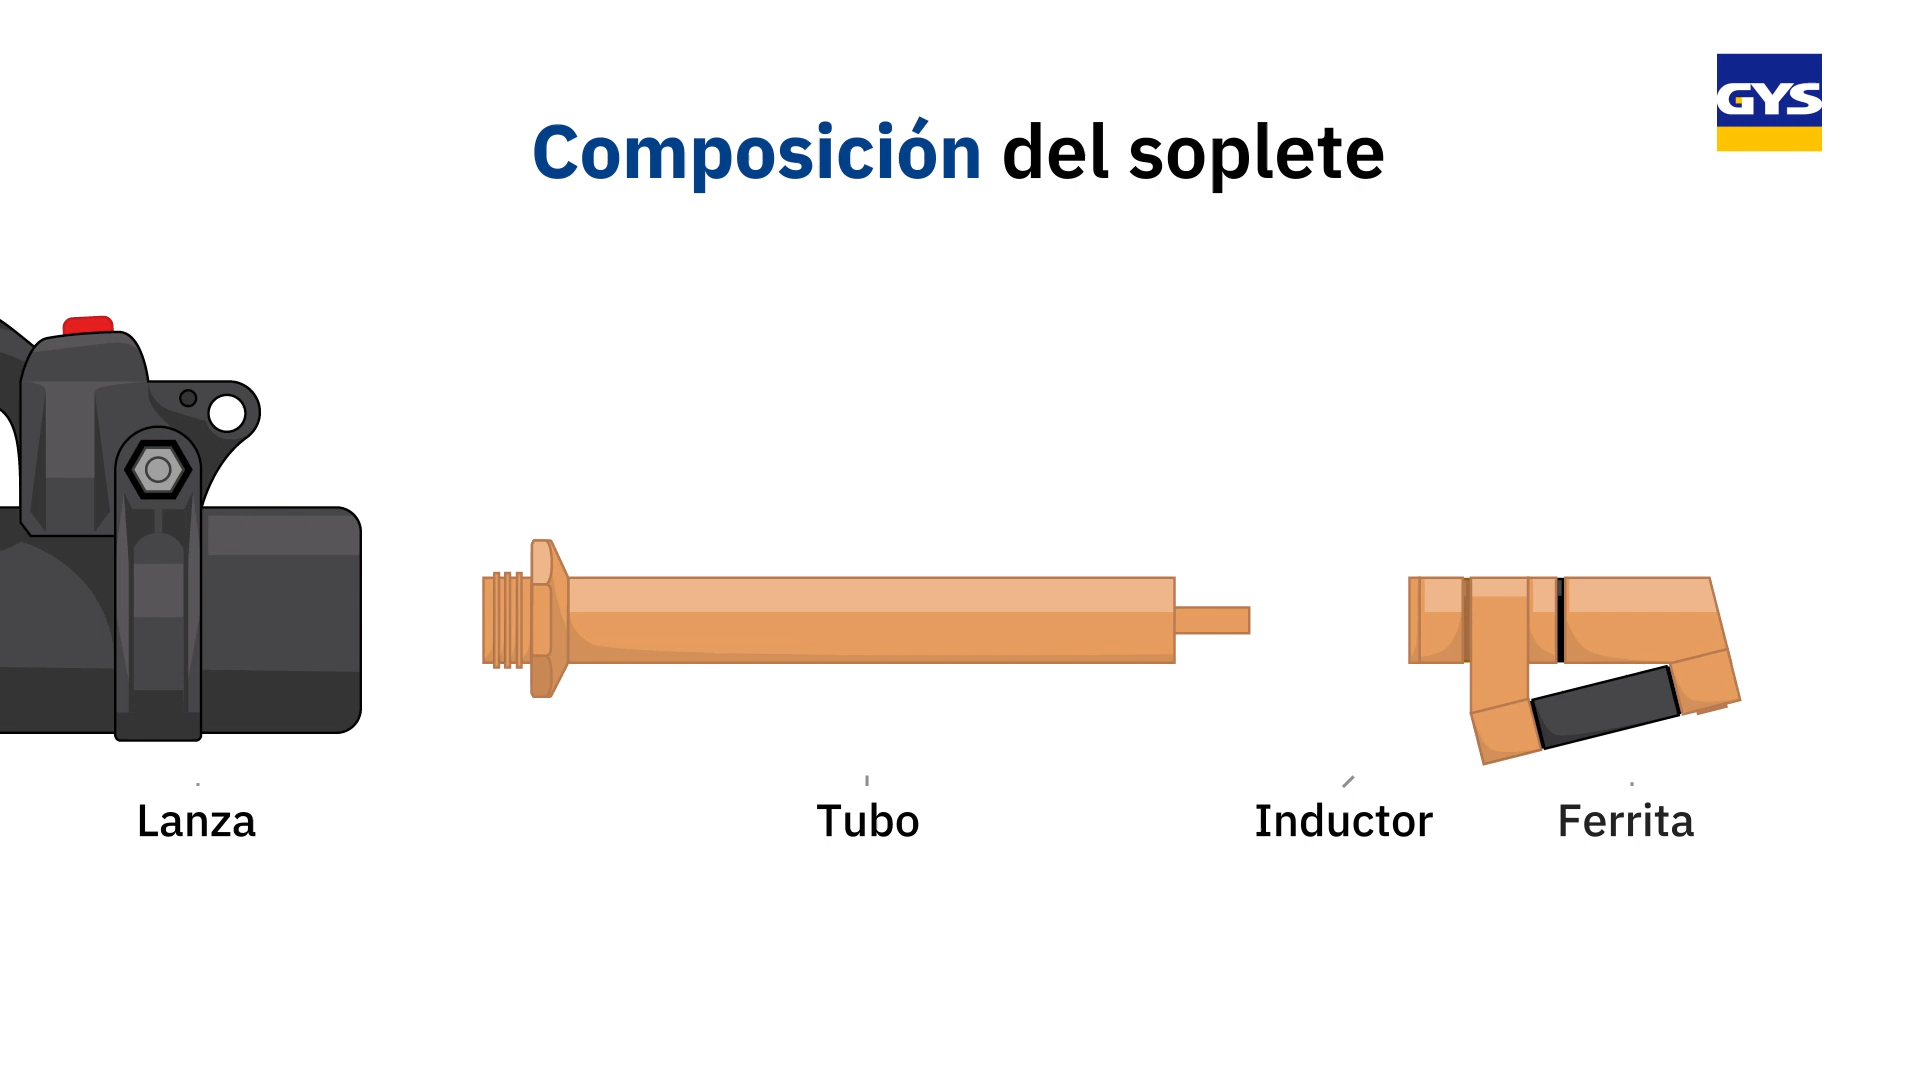 GYS
Composición del soplete
Lanza
Tubo
Inductor
Ferrita